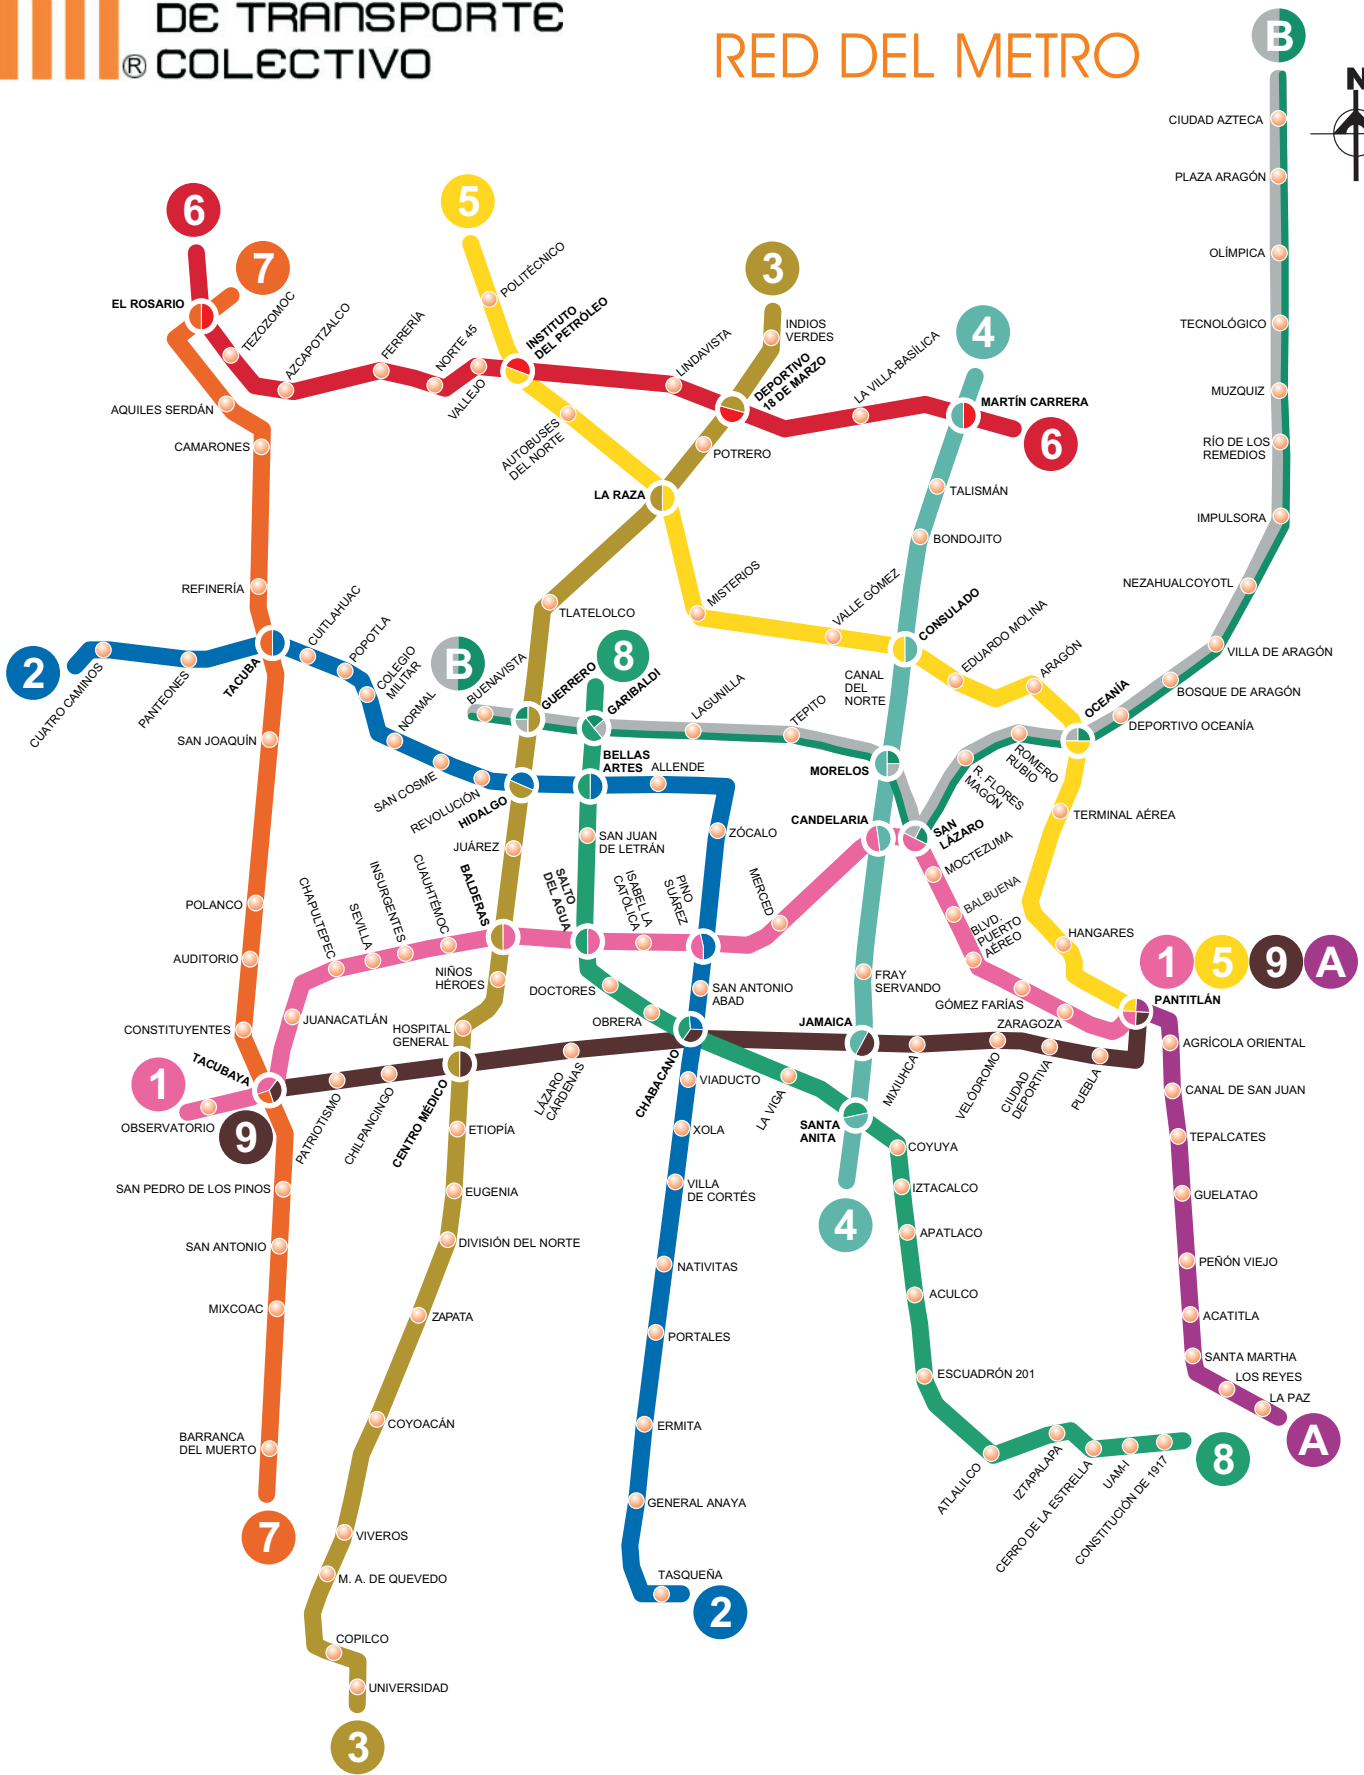 DE TRANSPORTE
® COLECTIVO
RED DEL METRO
B
N
CIUDAD AZTECA
PLAZA ARAGÓN
OLÍMPICA
TECNOLÓGICO
MUZQUIZ
RÍO DE LOS
REMEDIOS
IMPULSORA
NEZAHUALCOYOTL
VILLA DE ARAGÓN
BOSQUE DE ARAGÓN
DEPORTIVO OCEANÍA
OCEANÍA
ROMERO
RUBIO
R. FLORES
MAGÓN
SAN
LÁZARO
MORELOS
TEPITO
LAGUNILLA
GARIBALDI
GUERRERO
BUENAVISTA
B
6
EL ROSARIO
TEZOZOMOC
AZCAPOTZALCO
FERRERÍA
NORTE 45
VALLEJO
INSTITUTO
DEL PETRÓLEO
LINDAVISTA
DEPORTIVO
18 DE MARZO
LA VILLA-BASÍLICA
MARTÍN CARRERA
6
7
AQUILES SERDÁN
CAMARONES
REFINERÍA
TACUBA
SAN JOAQUÍN
POLANCO
AUDITORIO
CONSTITUYENTES
TACUBAYA
SAN PEDRO DE LOS PINOS
SAN ANTONIO
MIXCOAC
BARRANCA
DEL MUERTO
7
5
POLITÉCNICO
AUTOBUSES
DEL NORTE
LA RAZA
MISTERIOS
VALLE GÓMEZ
CONSULADO
EDUARDO MOLINA
ARAGÓN
TERMINAL AÉREA
HANGARES
1
5
9
A
PANTITLÁN
3
INDIOS
VERDES
POTRERO
TLATELOLCO
HIDALGO
JUÁREZ
BALDERAS
NIÑOS
HÉROES
HOSPITAL
GENERAL
CENTRO MÉDICO
ETIOPÍA
EUGENIA
DIVISIÓN DEL NORTE
ZAPATA
COYOACÁN
VIVEROS
M. A. DE QUEVEDO
COPILCO
UNIVERSIDAD
3
4
TALISMÁN
BONDOJITO
CANAL
DEL
NORTE
CANDELARIA
FRAY
SERVANDO
JAMAICA
SANTA
ANITA
4
2
CUATRO CAMINOS
PANTEONES
CUITLAHUAC
POPOTLA
COLEGIO
MILITAR
NORMAL
SAN COSME
REVOLUCIÓN
BELLAS
ARTES
ALLENDE
ZÓCALO
PINO
SUÁREZ
SAN ANTONIO
ABAD
CHABACANO
VIADUCTO
XOLA
VILLA
DE CORTÉS
NATIVITAS
PORTALES
ERMITA
GENERAL ANAYA
TASQUEÑA
2
8
SAN JUAN
DE LETRÁN
SALTO
DEL AGUA
DOCTORES
OBRERA
LA VIGA
COYUYA
IZTACALCO
APATLACO
ACULCO
ESCUADRÓN 201
ATLALILCO
IZTAPALAPA
CERRO DE LA ESTRELLA
UAM-I
CONSTITUCIÓN DE 1917
8
1
OBSERVATORIO
JUANACATLÁN
CHAPULTEPEC
SEVILLA
INSURGENTES
CUAUHTÉMOC
ISABEL LA
CATÓLICA
MERCED
MOCTEZUMA
BALBUENA
BLVD.
PUERTO
AÉREO
GÓMEZ FARÍAS
ZARAGOZA
9
PATRIOTISMO
CHILPANCINGO
LÁZARO
CÁRDENAS
MIXIUHCA
VELÓDROMO
CIUDAD
DEPORTIVA
PUEBLA
AGRÍCOLA ORIENTAL
CANAL DE SAN JUAN
TEPALCATES
GUELATAO
PEÑÓN VIEJO
ACATITLA
SANTA MARTHA
LOS REYES
LA PAZ
A